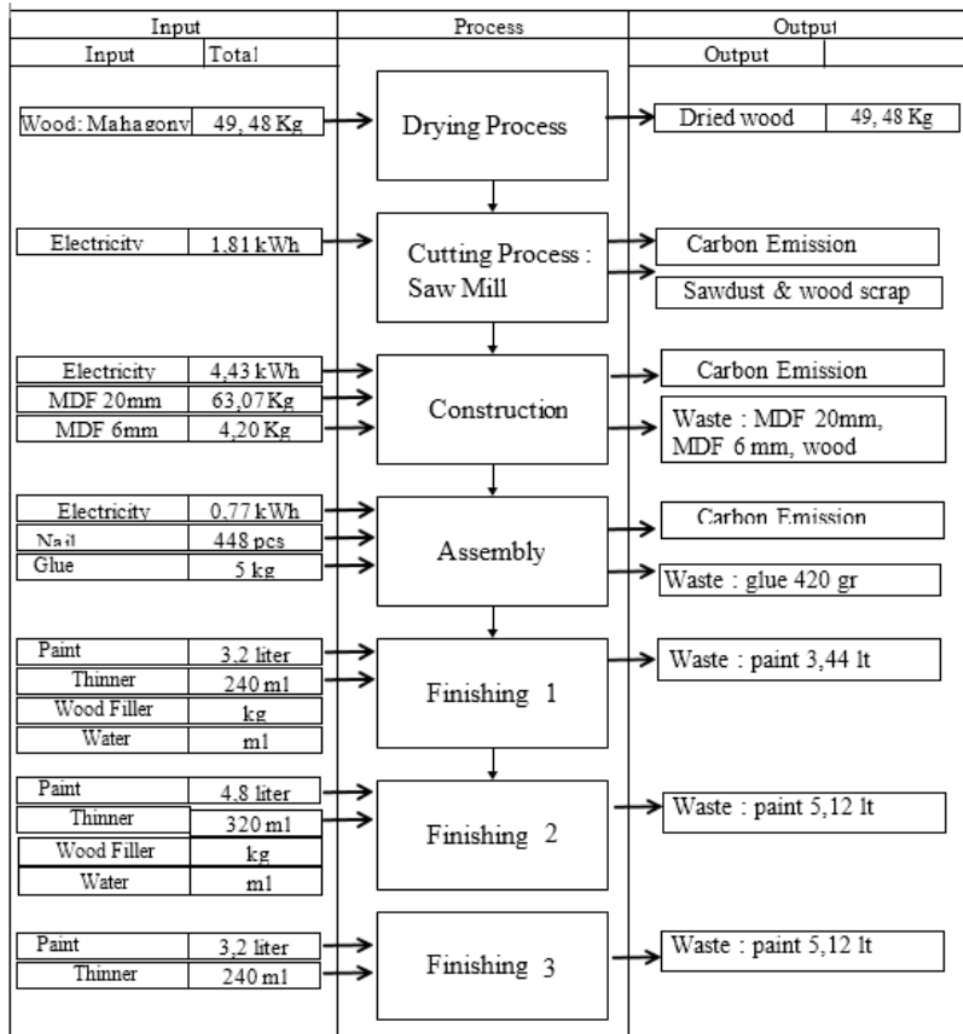 Input Process Output
Input Total Output
Wood: Mahagony 49, 48 Kg Drying Process Dried wood 49, 48 Kg
Electricity 1,81 kWh Cutting Process : Saw Mill Carbon Emission
Sawdust & wood scrap
Electricity 4,43 kWh Construction Carbon Emission
MDF 20mm 63,07 Kg
MDF 6mm 4,20 Kg
Waste : MDF 20mm,
MDF 6 mm, wood
Electricity 0,77 kWh Assembly Carbon Emission
Nail 448 pcs
Glue 5 kg
Waste : glue 420 gr
Paint 3,2 liter Finishing 1 Waste : paint 3,44 lt
Thinner 240 ml
Wood Filler kg
Water ml
Paint 4,8 liter Finishing 2 Waste : paint 5,12 lt
Thinner 320 ml
Wood Filler kg
Water ml
Paint 3,2 liter Finishing 3 Waste : paint 5,12 lt
Thinner 240 ml